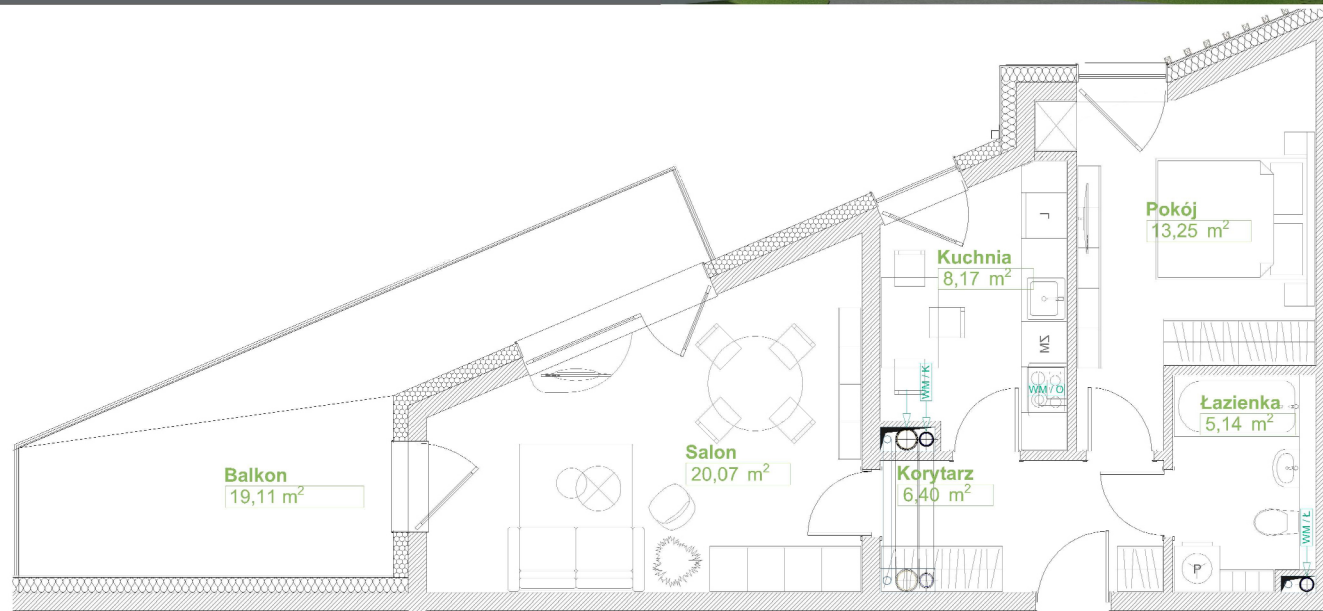 Pokój
13,25 m²
Kuchnia
8,17 m²
L
ZM
WM / K
WM / O
Łazienka
5,14 m²
Salon
20,07 m²
Korytarz
6,40 m²
Balkon
19,11 m²
WM / Ł
P